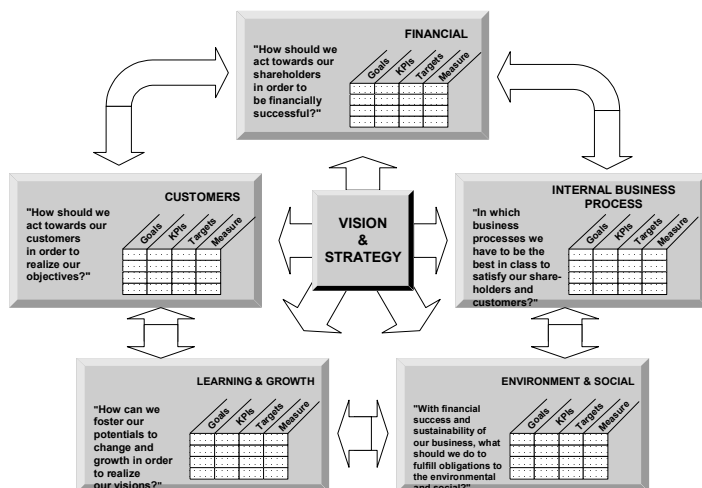 FINANCIAL
"How should we
act towards our
shareholders
in order to
be financially
successful?"
Goals
KPIs
Targets
Measure
CUSTOMERS
"How should we
act towards our
customers
in order to
realize our
objectives?"
Goals
KPIs
Targets
Measure
VISION
&
STRATEGY
INTERNAL BUSINESS
PROCESS
"In which
business
processes we
have to be the
best in class to
satisfy our share-
holders and
customers?"
Goals
KPIs
Targets
Measure
LEARNING & GROWTH
"How can we
foster our
potentials to
change and
growth in order
to realize
our visions?"
Goals
KPIs
Targets
Measure
ENVIRONMENT & SOCIAL
"With financial
success and
sustainability of
our business, what
should we do to
fulfill obligations to
the environmental
and social?"
Goals
KPIs
Targets
Measure